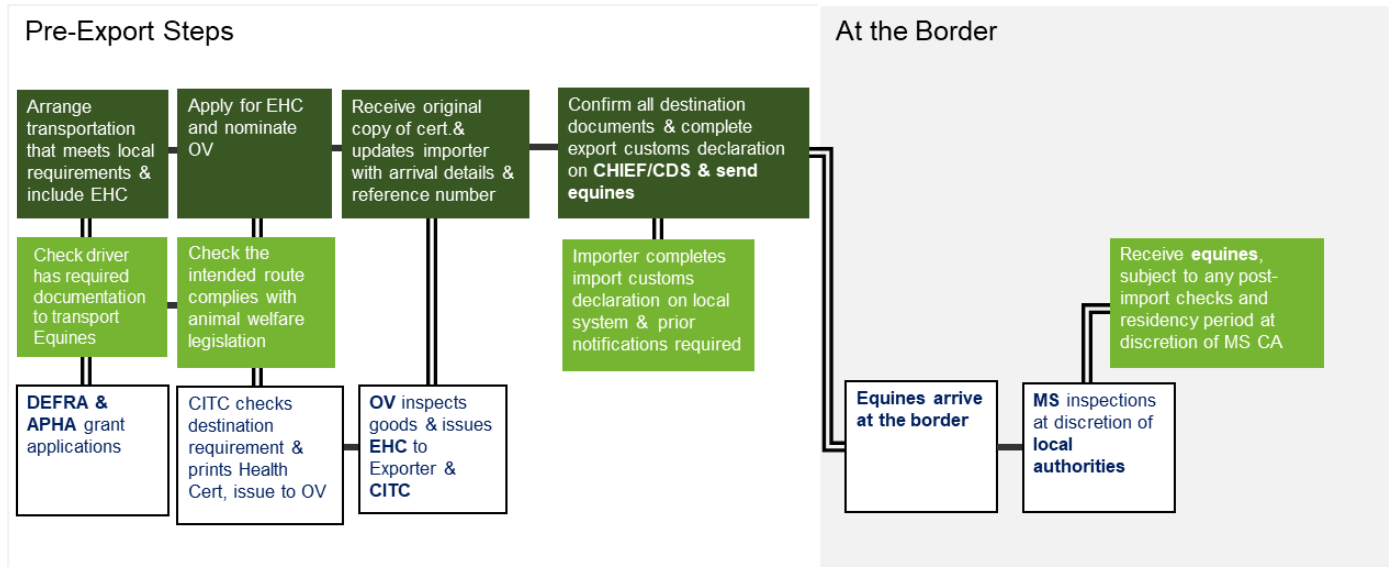 Pre-Export Steps
At the Border
Arrange
transportation
that meets local
requirements &
include EHC
Apply for EHC
and nominate
OV
Receive original
copy of cert.&
updates importer
with arrival details &
reference number
Confirm all destination
documents & complete
export customs declaration
on CHIEF/CDS & send
equines
Check driver
has required
documentation
to transport
Equines
Check the
intended route
complies with
animal welfare
legislation
Importer completes
import customs
declaration on local
system & prior
notifications required
Receive equines,
subject to any post-
import checks and
residency period at
discretion of MS CA
DEFRA &
APHA grant
applications
CITC checks
destination
requirement &
prints Health
Cert, issue to OV
OV inspects
goods & issues
EHC to
Exporter &
CITC
Equines arrive
at the border
MS inspections
at discretion of
local
authorities